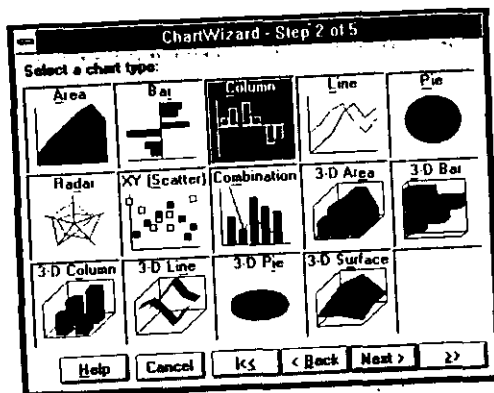 ChartWizard - Step 2 of 5
Select a chart type:
Area Bar Column Line Pie
Radar XY (Scatter) Combination 3-D Area 3-D Bar
3-D Column 3-D Line 3-D Pie 3-D Surface
Help Cancel |<< < Back Next > >>